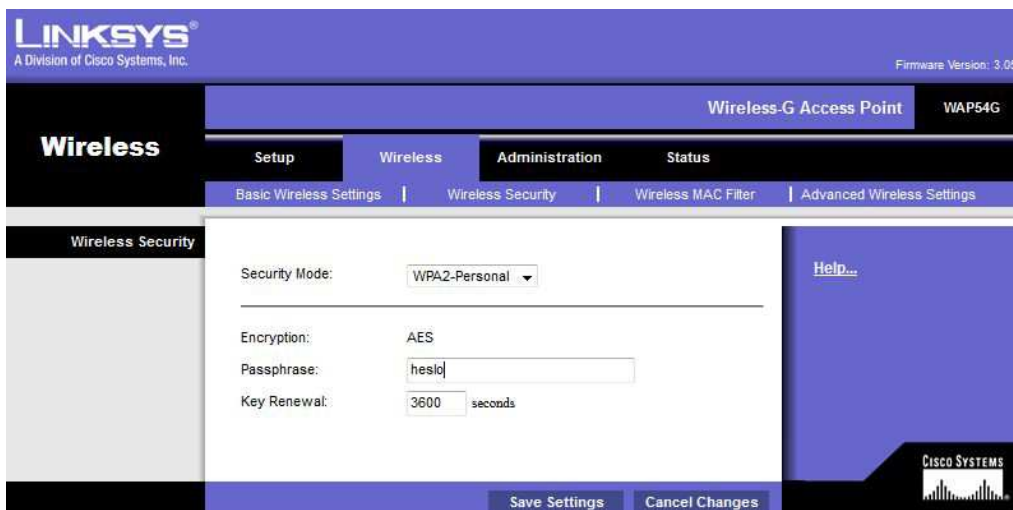 LINKSYS®
A Division of Cisco Systems, Inc.
Firmware Version: 3.05
Wireless-G Access Point WAP54G
Wireless
Setup Wireless Administration Status
Basic Wireless Settings | Wireless Security | Wireless MAC Filter | Advanced Wireless Settings
Wireless Security
Security Mode: WPA2-Personal
Help...
Encryption: AES
Passphrase: heslo
Key Renewal: 3600 seconds
CISCO SYSTEMS
Save Settings Cancel Changes